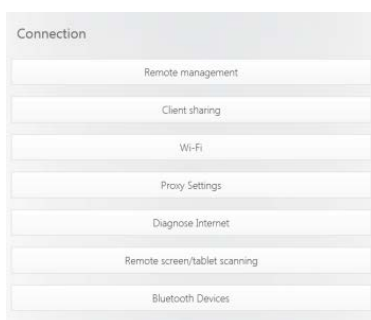 Connection
Remote management
Client sharing
Wi-Fi
Proxy Settings
Diagnose Internet
Remote screen/tablet scanning
Bluetooth Devices